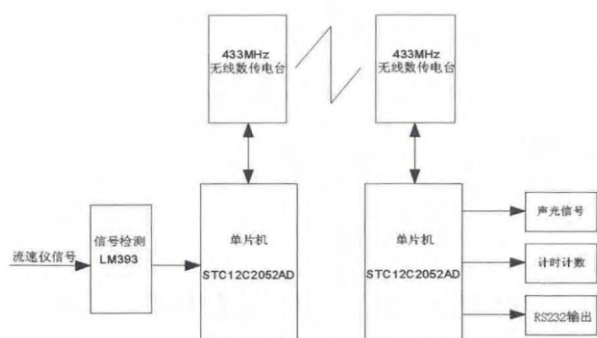 433MHz
无线数传电台
433MHz
无线数传电台
流速仪信号
信号检测
LM393
单片机
STC12C2052AD
单片机
STC12C2052AD
声光信号
计时计数
RS232输出